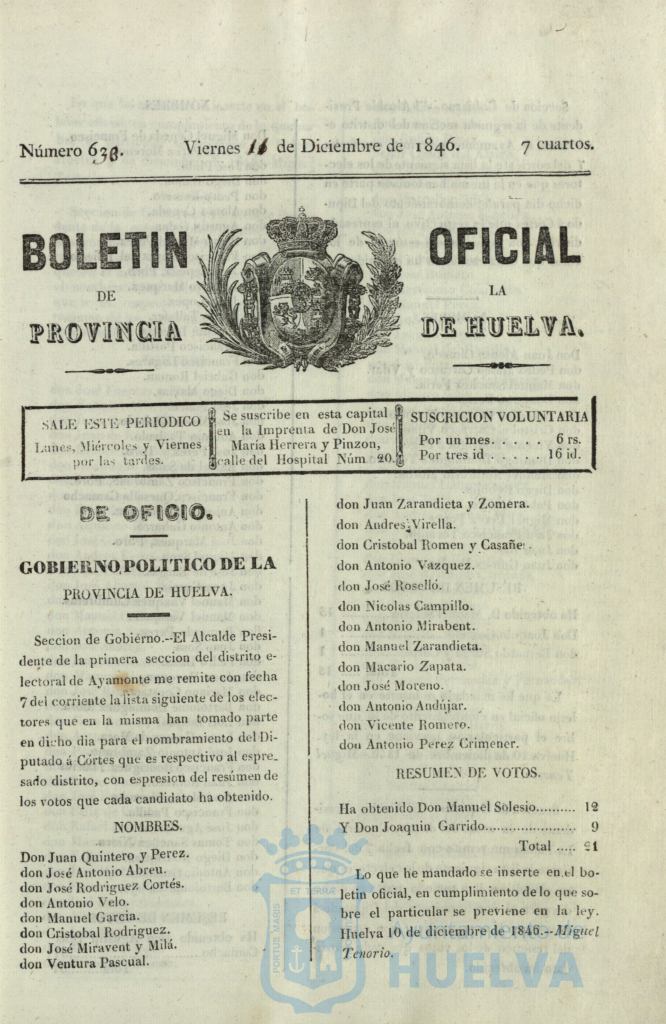 Número 639. Viernes 11 de Diciembre de 1846. 7 cuartos.
BOLETIN OFICIAL
DE LA
PROVINCIA DE HUELVA.
SALE ESTE PERIODICO
Lunes, Miércoles y Viernes
por las tardes.
Se suscribe en esta capital
en la Imprenta de Don José
María Herrera y Pinzon,
calle del Hospital Núm 20.
SUSCRICION VOLUNTARIA
Por un mes. . . . . 6 rs.
Por tres id . . . . . 16 id.
DE OFICIO.
GOBIERNO POLITICO DE LA
PROVINCIA DE HUELVA.
Seccion de Gobierno.--El Alcalde Presi-
dente de la primera seccion del distrito e-
lectoral de Ayamonte me remite con fecha
7 del corriente la lista siguiente de los elec-
tores que en la misma han tomado parte
en dicho dia para el nombramiento del Di-
putado á Córtes que es respectivo al espre-
sado distrito, con espresion del resúmen de
los votos que cada candidato ha obtenido.
NOMBRES.
Don Juan Quintero y Perez.
don José Antonio Abreu.
don José Rodriguez Cortés.
don Antonio Velo.
don Manuel Garcia.
don Cristobal Rodriguez.
don José Miravent y Milá.
don Ventura Pascual.
don Juan Zarandieta y Zomera.
don Andres Virella.
don Cristobal Romen y Casañe.
don Antonio Vazquez.
don José Roselló.
don Nicolas Campillo.
don Antonio Mirabent.
don Manuel Zarandieta.
don Macario Zapata.
don José Moreno.
don Antonio Andújar.
don Vicente Romero.
don Antonio Perez Crimener.
RESUMEN DE VOTOS.
Ha obtenido Don Manuel Solesio.......... 12
Y Don Joaquin Garrido....................... 9
Total ..... 21
Lo que he mandado se inserte en el bo-
letin oficial, en cumplimiento de lo que so-
bre el particular se previene en la ley.
Huelva 10 de diciembre de 1846.--Miguel
Tenorio.
PORTUS MARIS
ET TERRÆ
HUELVA